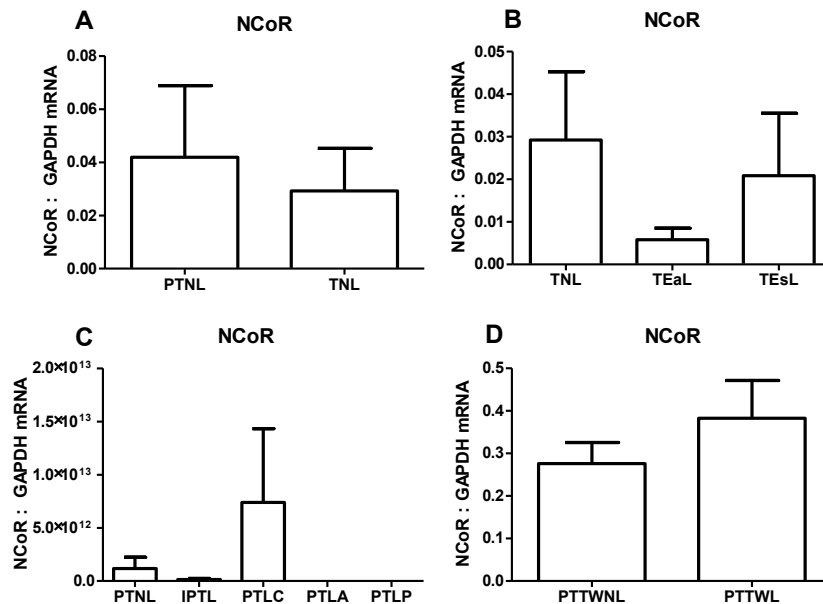 A
NCoR
NCoR : GAPDH mRNA
0.08
0.06
0.04
0.02
0.00
PTNL TNL
B
NCoR
NCoR : GAPDH mRNA
0.05
0.04
0.03
0.02
0.01
0.00
TNL TEaL TEsL
C
NCoR
NCoR : GAPDH mRNA
2.0×10¹³
1.5×10¹³
1.0×10¹³
5.0×10¹²
0.0
PTNL IPTL PTLC PTLA PTLP
D
NCoR
NCoR : GAPDH mRNA
0.5
0.4
0.3
0.2
0.1
0.0
PTTWNL PTTWL